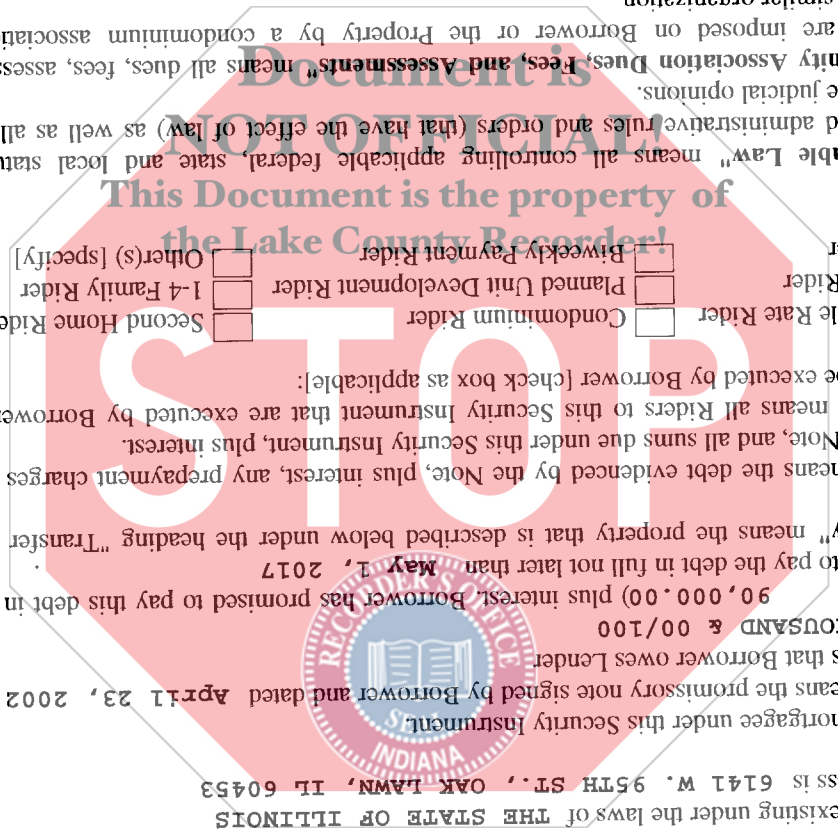 existing under the laws of THE STATE OF ILLINOIS
ss is 6141 W. 95TH ST., OAK LAWN, IL 60453
mortgagee under this Security Instrument.
eans the promissory note signed by Borrower and dated April 23, 2002
s that Borrower owes Lender
OUSAND & 00/100
90,000.00) plus interest. Borrower has promised to pay this debt in
to pay the debt in full not later than May 1, 2017 .
y" means the property that is described below under the heading "Transfer
means the debt evidenced by the Note, plus interest, any prepayment charges
Note, and all sums due under this Security Instrument, plus interest.
means all Riders to this Security Instrument that are executed by Borrower
be executed by Borrower [check box as applicable]:
le Rate Rider Condominium Rider Second Home Ride
Rider Planned Unit Development Rider 1-4 Family Rider
er Biweekly Payment Rider Other(s) [specify]
able Law" means all controlling applicable federal, state and local statu
d administrative rules and orders (that have the effect of law) as well as all
e judicial opinions.
nity Association Dues, Fees, and Assessments" means all dues, fees, asses
are imposed on Borrower or the Property by a condominium associati
similar organization
Document is
NOT OFFICIAL!
This Document is the property of
the Lake County Recorder!
STOP
RECORDER'S OFFICE
SEAL
INDIANA